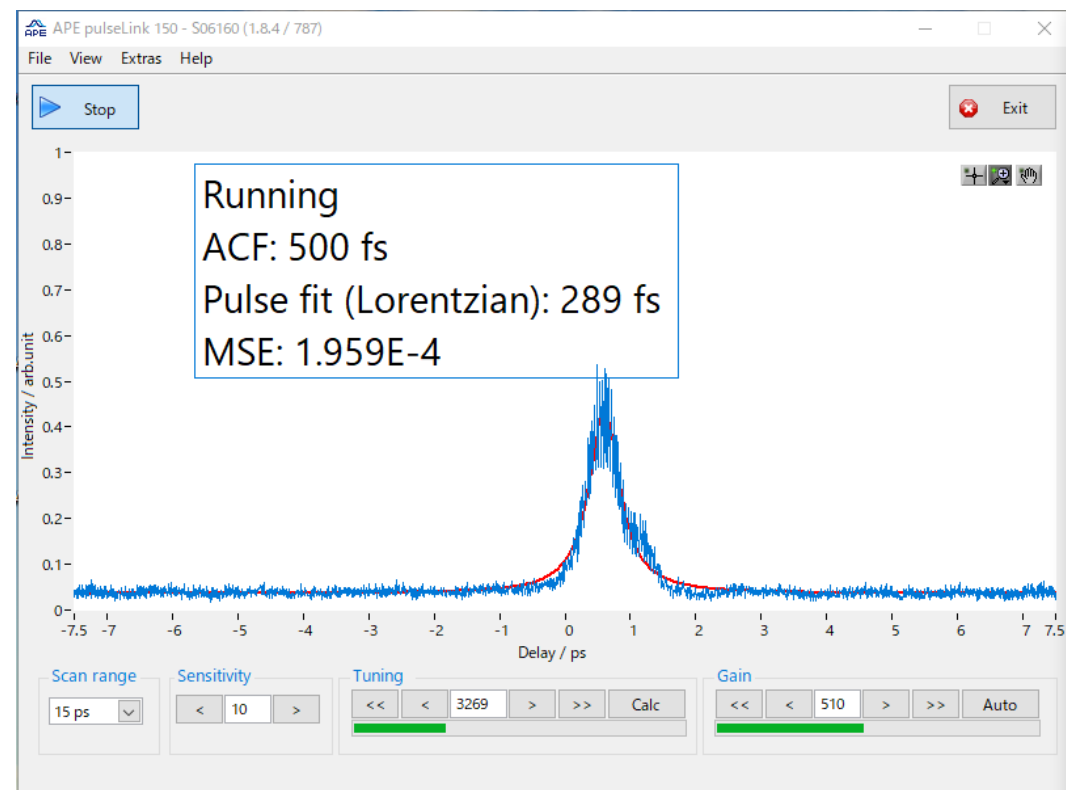 APE pulseLink 150 - S06160 (1.8.4 / 787)
File View Extras Help
Stop
Exit
Running
ACF: 500 fs
Pulse fit (Lorentzian): 289 fs
MSE: 1.959E-4
Intensity / arb.unit
1
0.9
0.8
0.7
0.6
0.5
0.4
0.3
0.2
0.1
0
-7.5 -7 -6 -5 -4 -3 -2 -1 0 1 2 3 4 5 6 7 7.5
Delay / ps
Scan range
15 ps
Sensitivity
< 10 >
Tuning
<< < 3269 > >> Calc
Gain
<< < 510 > >> Auto